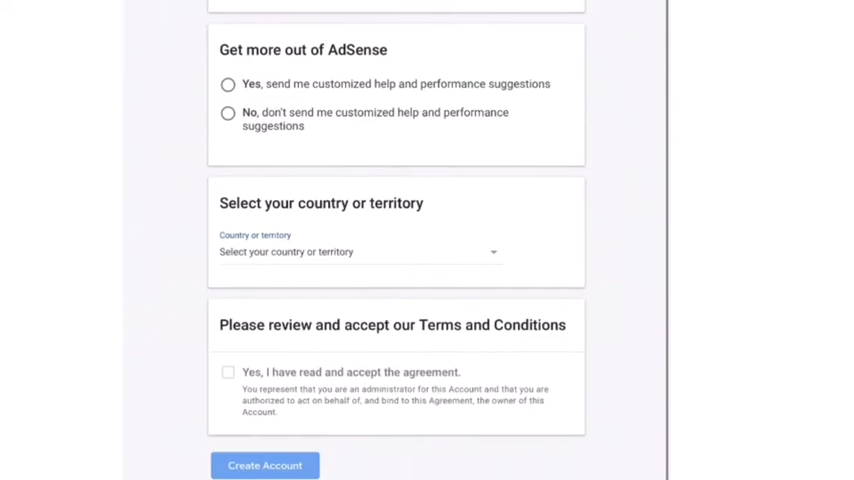 Get more out of AdSense
Yes, send me customized help and performance suggestions
No, don't send me customized help and performance
suggestions
Select your country or territory
Country or territory
Select your country or territory
Please review and accept our Terms and Conditions
Yes, I have read and accept the agreement.
You represent that you are an administrator for this Account and that you are
authorized to act on behalf of, and bind to this Agreement, the owner of this
Account.
Create Account